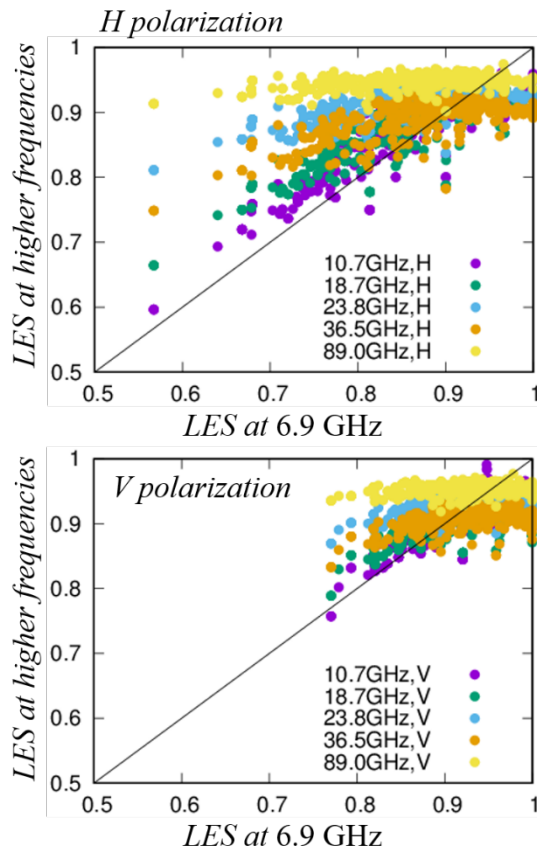 H polarization
LES at higher frequencies
1
0.9
0.8
0.7
0.6
0.5
10.7GHz,H
18.7GHz,H
23.8GHz,H
36.5GHz,H
89.0GHz,H
0.5 0.6 0.7 0.8 0.9 1
LES at 6.9 GHz
V polarization
LES at higher frequencies
1
0.9
0.8
0.7
0.6
0.5
10.7GHz,V
18.7GHz,V
23.8GHz,V
36.5GHz,V
89.0GHz,V
0.5 0.6 0.7 0.8 0.9 1
LES at 6.9 GHz